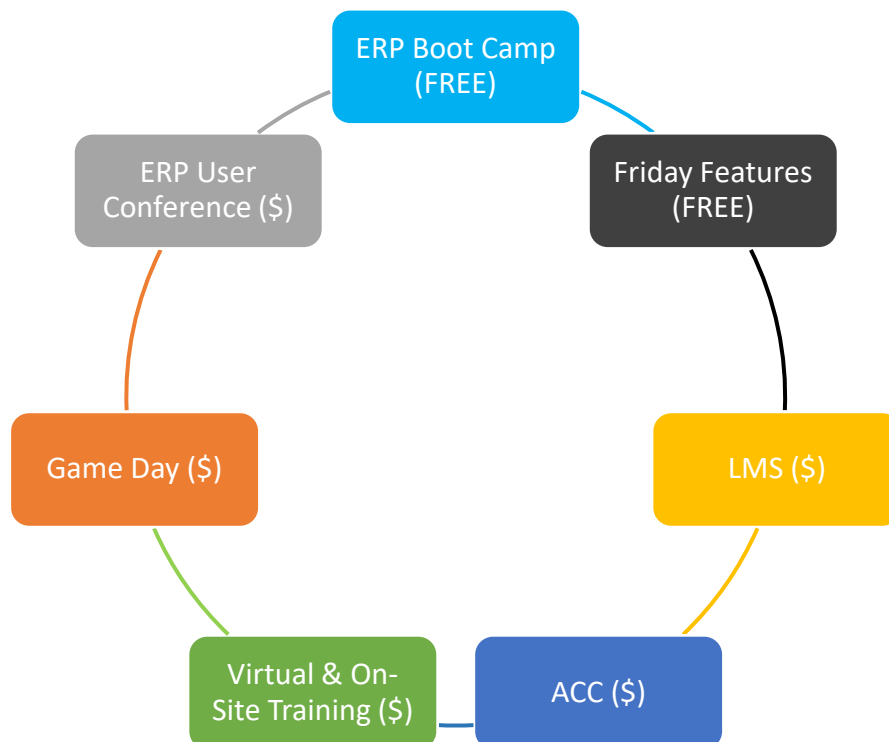 ERP Boot Camp
(FREE)
Friday Features
(FREE)
LMS ($)
ACC ($)
Virtual & On-
Site Training ($)
Game Day ($)
ERP User
Conference ($)